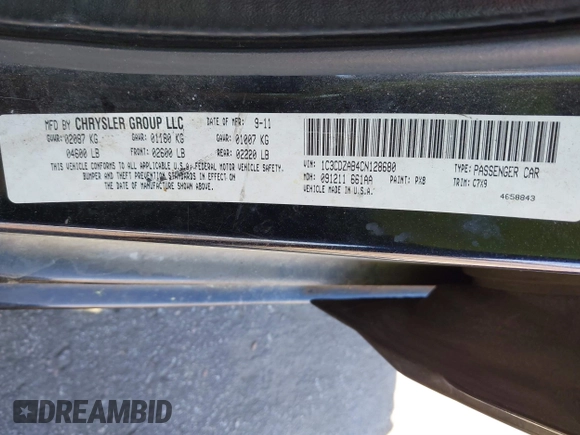 MFD BY CHRYSLER GROUP LLC DATE OF MFR 9-11
GVWR: 02087 KG GAWR: 01180 KG GAWR: 01007 KG
04600 LB FRONT: 02600 LB REAR: 02220 LB
THIS VEHICLE CONFORMS TO ALL APPLICABLE U.S.A. FEDERAL MOTOR VEHICLE SAFETY,
BUMPER AND THEFT PREVENTION STANDARDS IN EFFECT ON
THE DATE OF MANUFACTURE SHOWN ABOVE.
VIN: 1C3CDZAB4CN128680 TYPE: PASSENGER CAR
MDH: 091211 661AA PAINT: PX8 TRIM: C7X9
4658843
DREAMBID